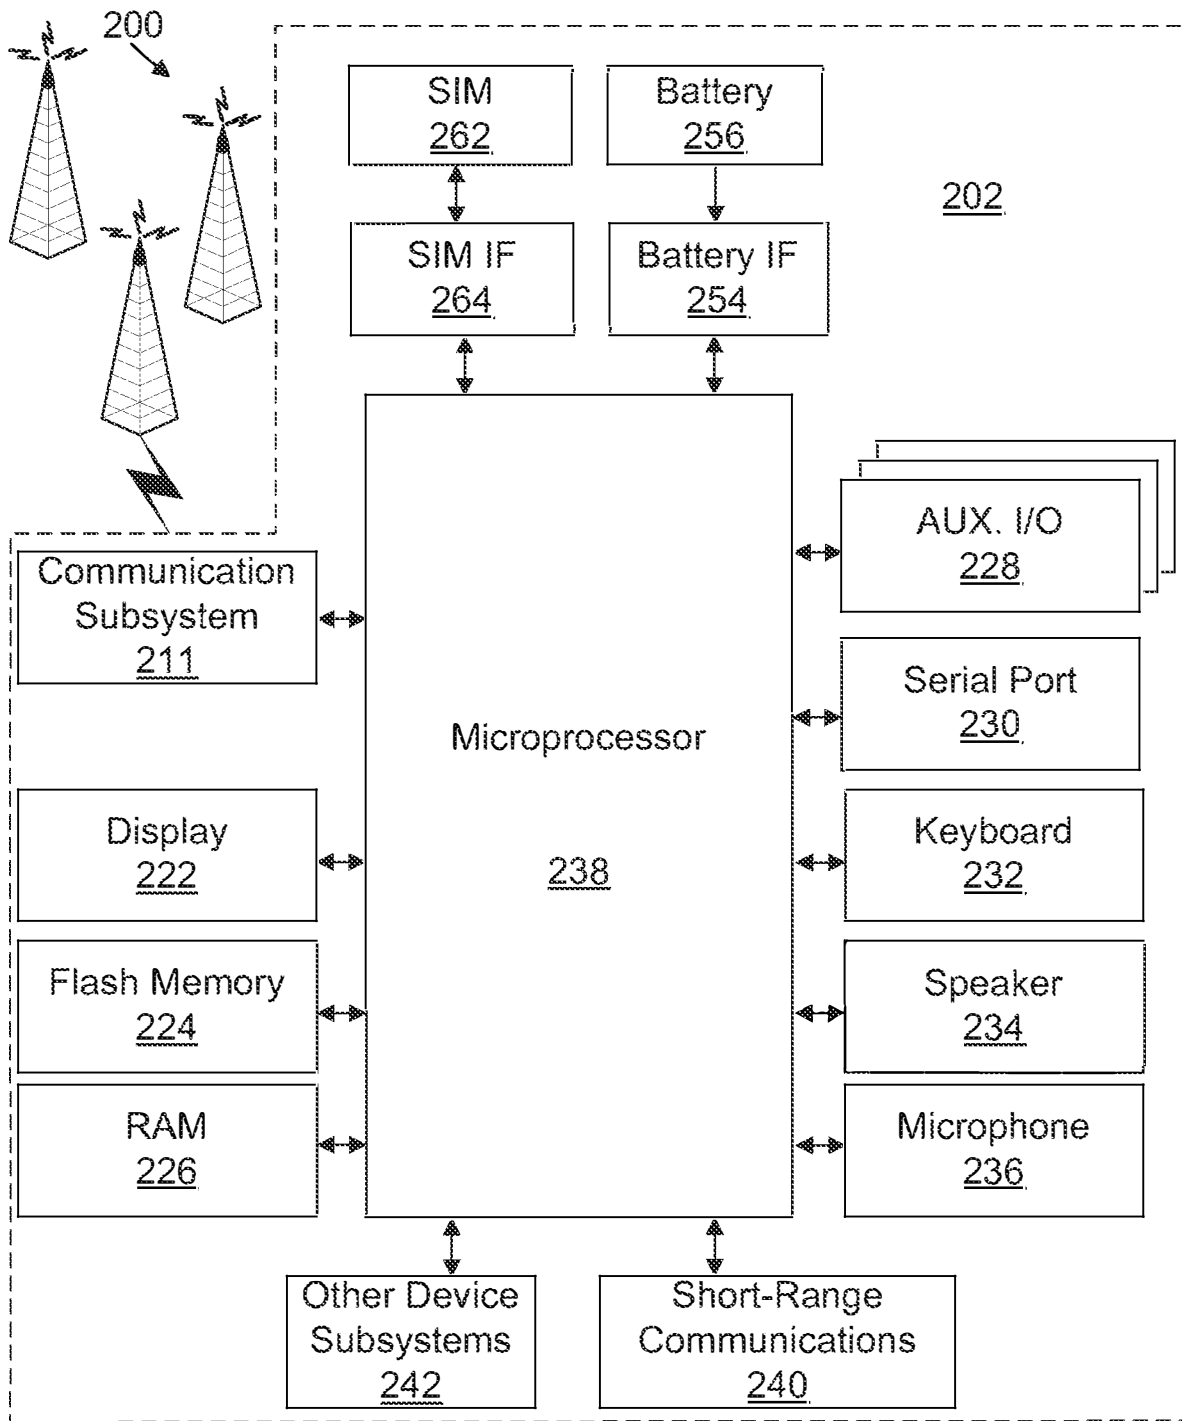 200
SIM
262
Battery
256
202
SIM IF
264
Battery IF
254
AUX. I/O
228
Communication
Subsystem
211
Serial Port
230
Microprocessor
238
Display
222
Keyboard
232
Flash Memory
224
Speaker
234
RAM
226
Microphone
236
Other Device
Subsystems
242
Short-Range
Communications
240